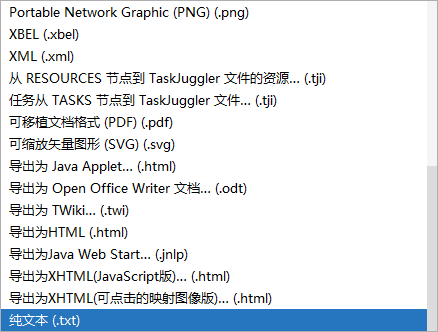 Portable Network Graphic (PNG) (.png)
XBEL (.xbel)
XML (.xml)
从 RESOURCES 节点到 TaskJuggler 文件的资源... (.tji)
任务从 TASKS 节点到 TaskJuggler 文件... (.tji)
可移植文档格式 (PDF) (.pdf)
可缩放矢量图形 (SVG) (.svg)
导出为 Java Applet... (.html)
导出为 Open Office Writer 文档... (.odt)
导出为 TWiki... (.twi)
导出为HTML (.html)
导出为Java Web Start... (.jnlp)
导出为XHTML(JavaScript版)... (.html)
导出为XHTML(可点击的映射图像版)... (.html)
纯文本 (.txt)